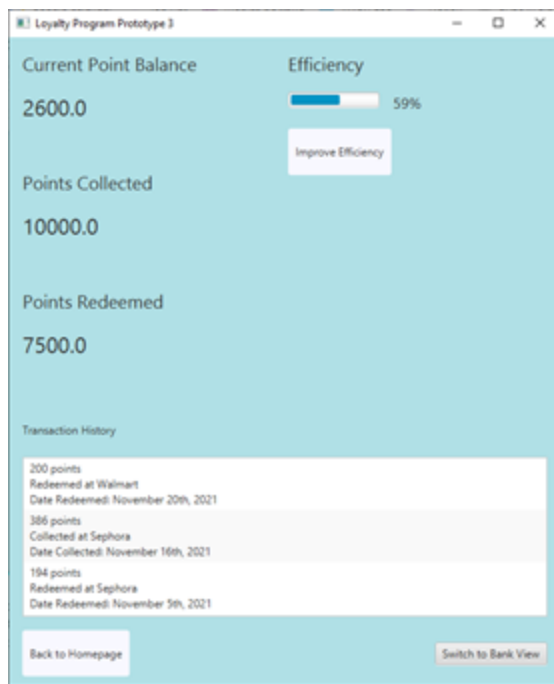 Loyalty Program Prototype 3
Current Point Balance
2600.0
Efficiency
59%
Improve Efficiency
Points Collected
10000.0
Points Redeemed
7500.0
Transaction History
200 points
Redeemed at Walmart
Date Redeemed: November 20th, 2021
386 points
Collected at Sephora
Date Collected: November 16th, 2021
194 points
Redeemed at Sephora
Date Redeemed: November 5th, 2021
Back to Homepage
Switch to Bank View